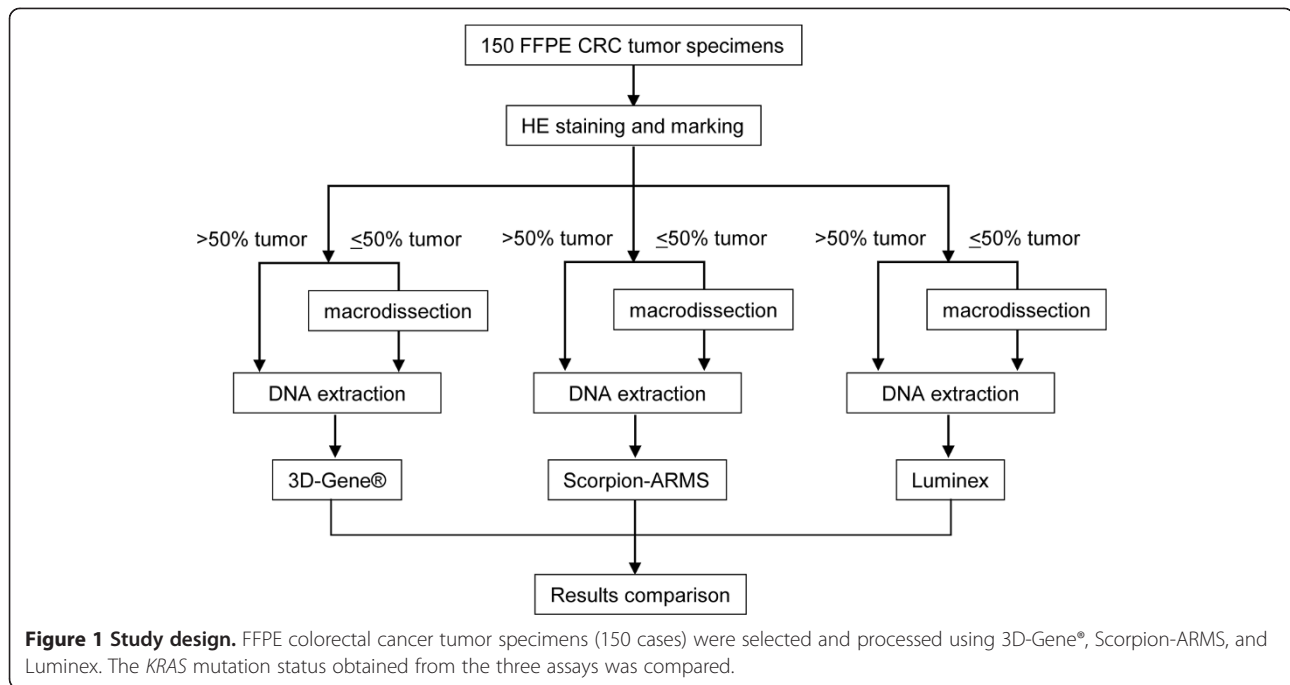 150 FFPE CRC tumor specimens
HE staining and marking
>50% tumor ≤50% tumor >50% tumor ≤50% tumor >50% tumor ≤50% tumor
macrodissection macrodissection macrodissection
DNA extraction DNA extraction DNA extraction
3D-Gene® Scorpion-ARMS Luminex
Results comparison
Figure 1 Study design. FFPE colorectal cancer tumor specimens (150 cases) were selected and processed using 3D-Gene®, Scorpion-ARMS, and
Luminex. The KRAS mutation status obtained from the three assays was compared.